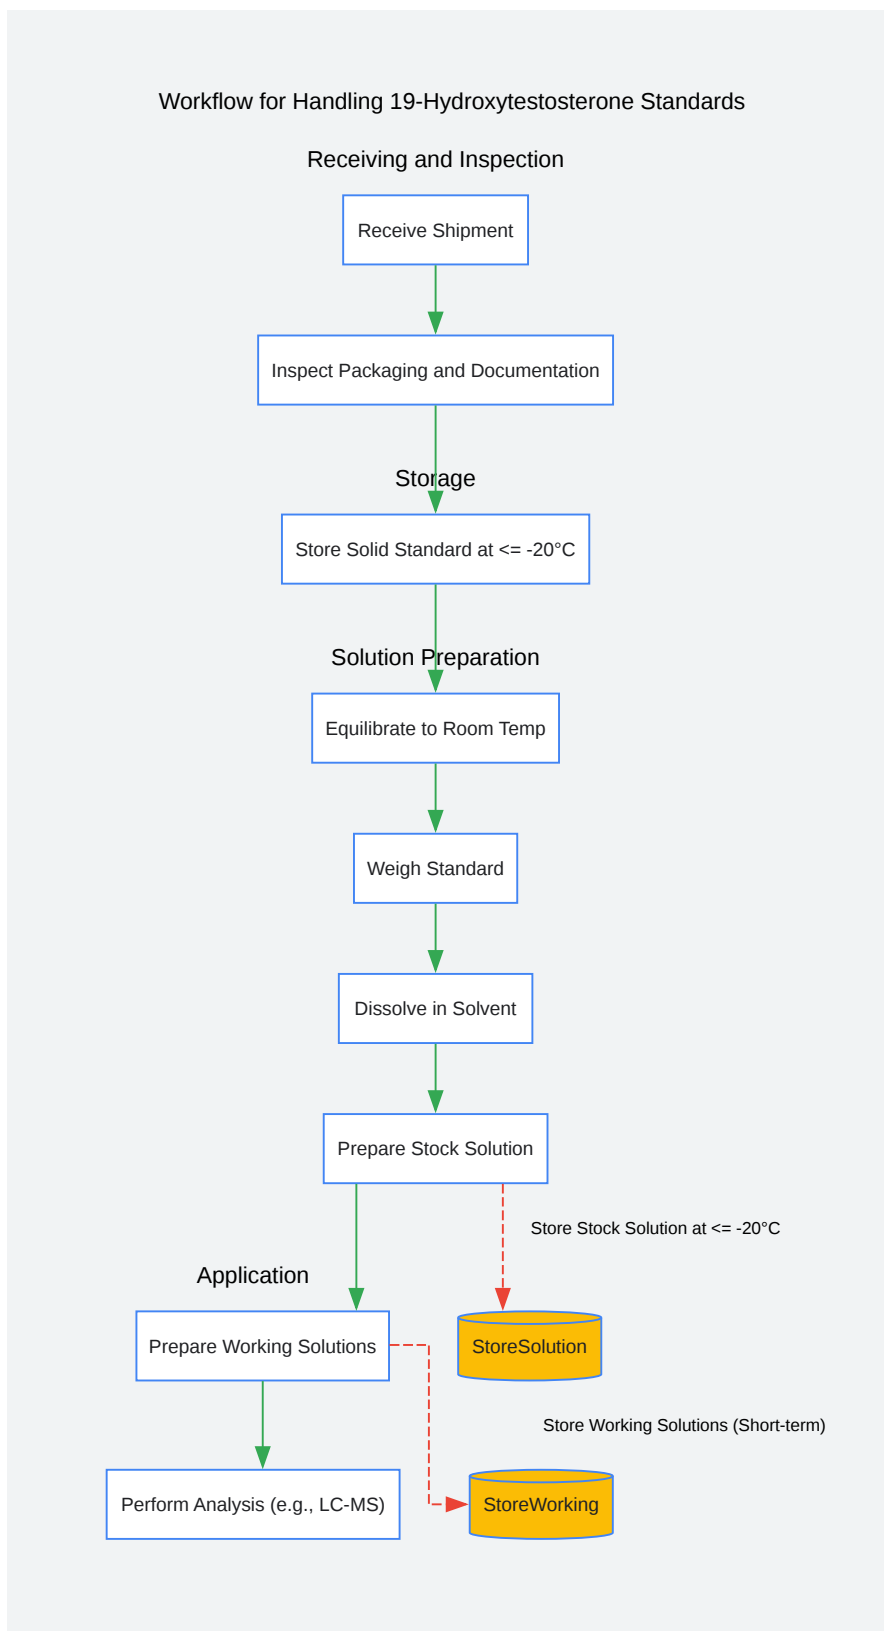 Workflow for Handling 19-Hydroxytestosterone Standards
Receiving and Inspection
Receive Shipment
Inspect Packaging and Documentation
Storage
Store Solid Standard at <= -20°C
Solution Preparation
Equilibrate to Room Temp
Weigh Standard
Dissolve in Solvent
Prepare Stock Solution
Store Stock Solution at <= -20°C
Application
Prepare Working Solutions
StoreSolution
Store Working Solutions (Short-term)
Perform Analysis (e.g., LC-MS)
StoreWorking